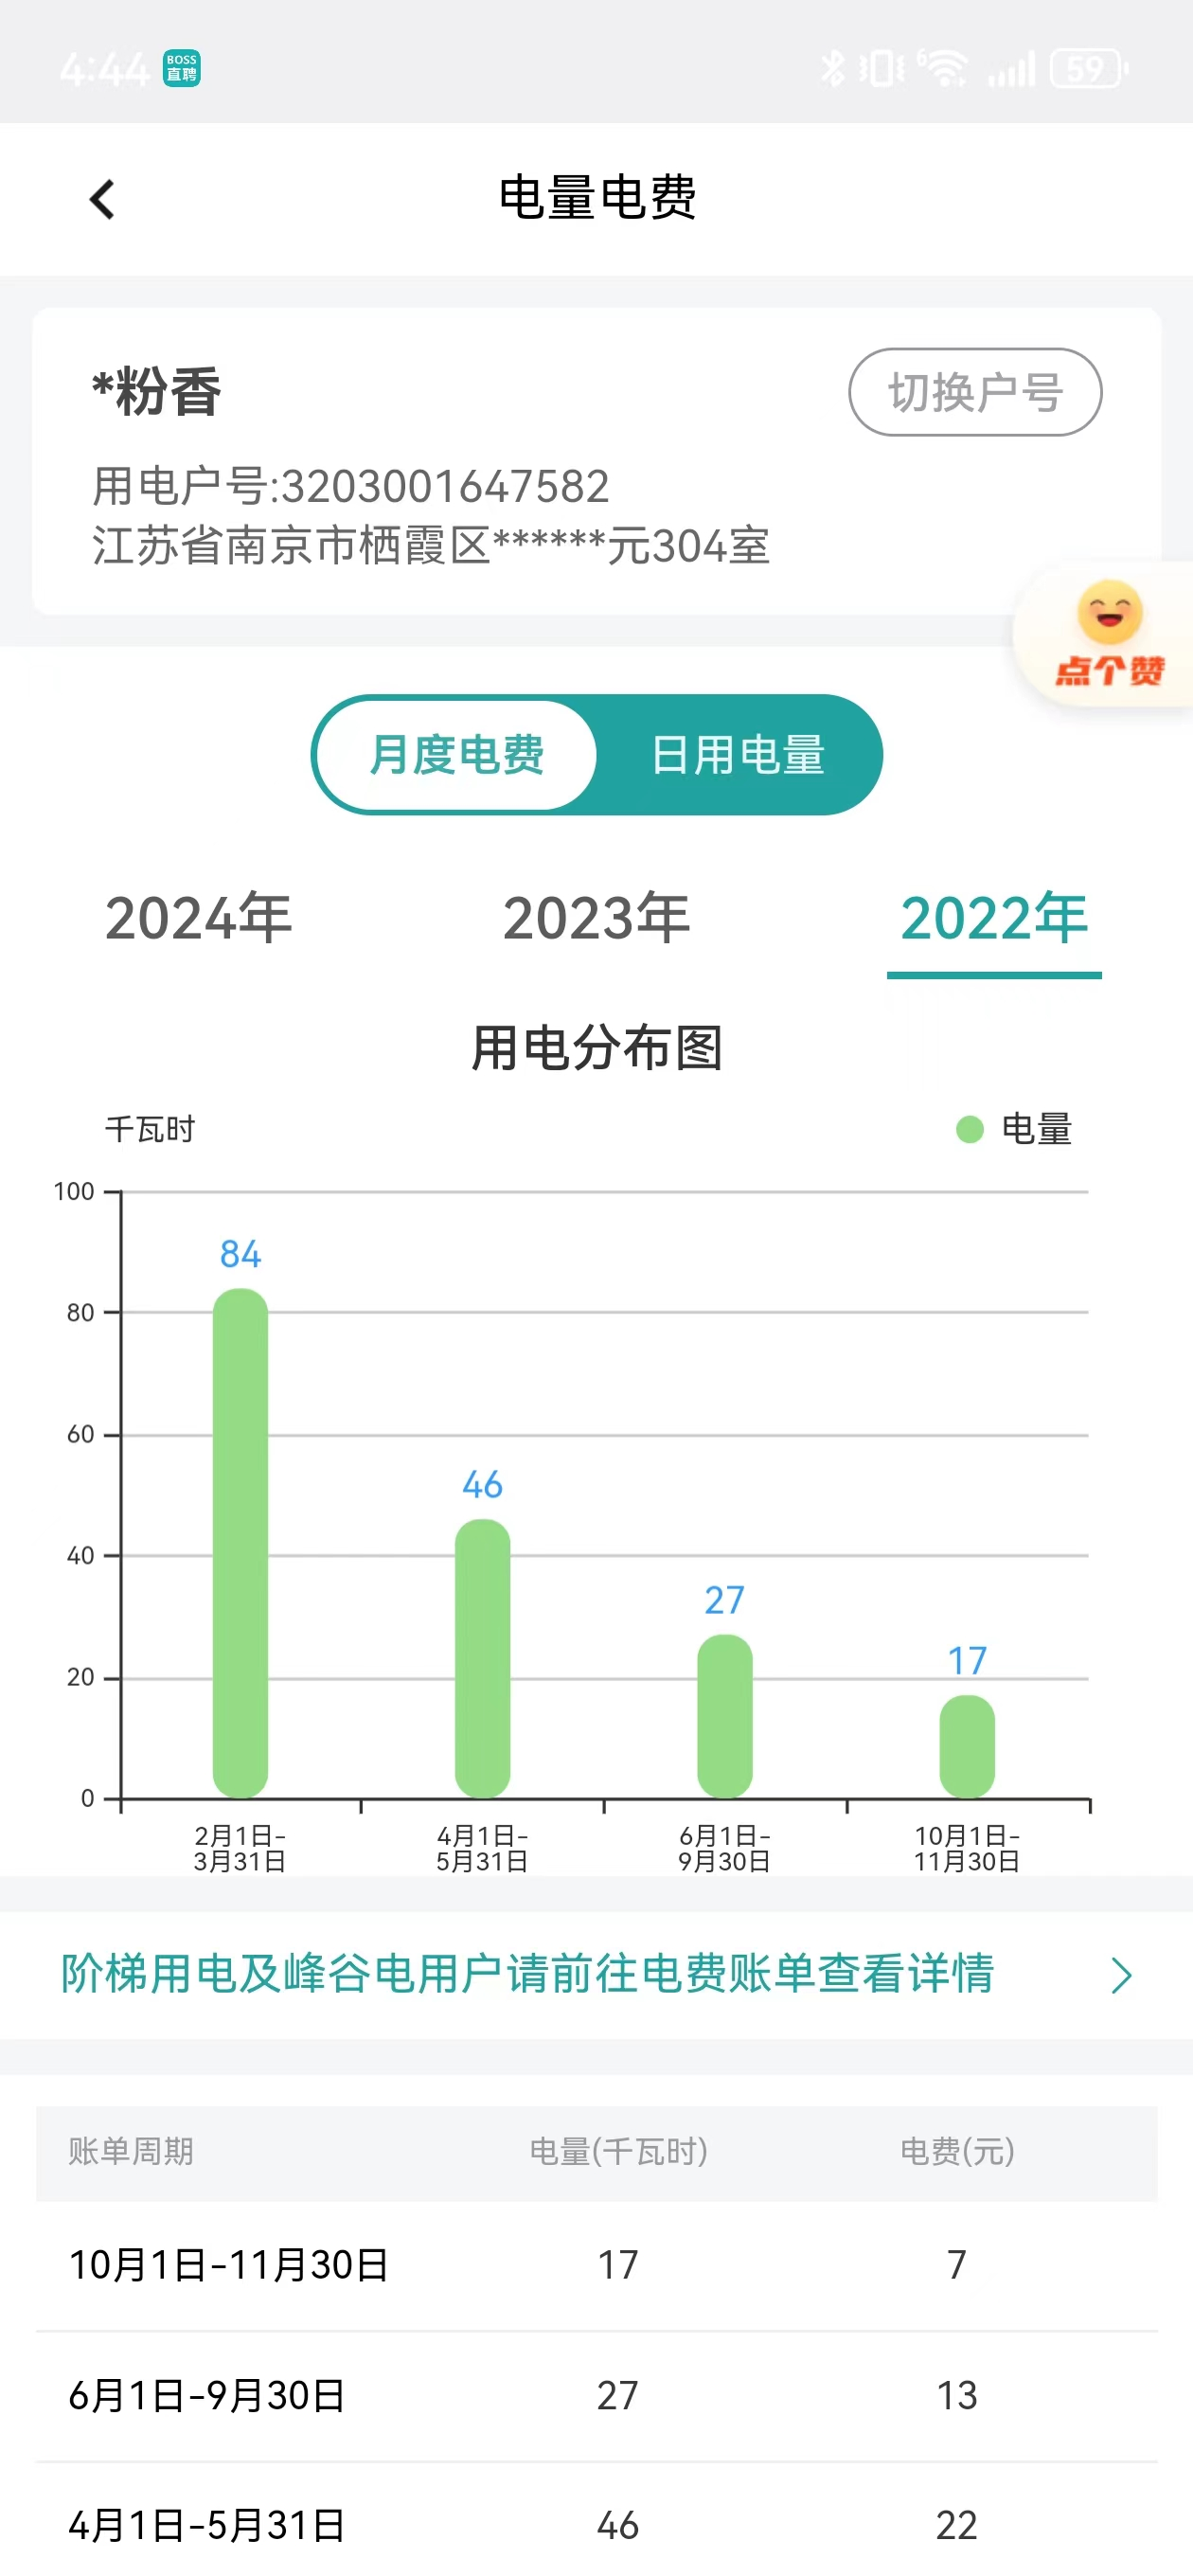 4:44 BOSS直聘 6 59
电量电费
*粉香
切换户号
用电户号:3203001647582
江苏省南京市栖霞区******元304室
点个赞
月度电费 日用电量
2024年 2023年 2022年
用电分布图
千瓦时 电量
100
84
80
60
46
40
27
17
20
0
2月1日-
3月31日
4月1日-
5月31日
6月1日-
9月30日
10月1日-
11月30日
阶梯用电及峰谷电用户请前往电费账单查看详情
账单周期 电量(千瓦时) 电费(元)
10月1日-11月30日 17 7
6月1日-9月30日 27 13
4月1日-5月31日 46 22